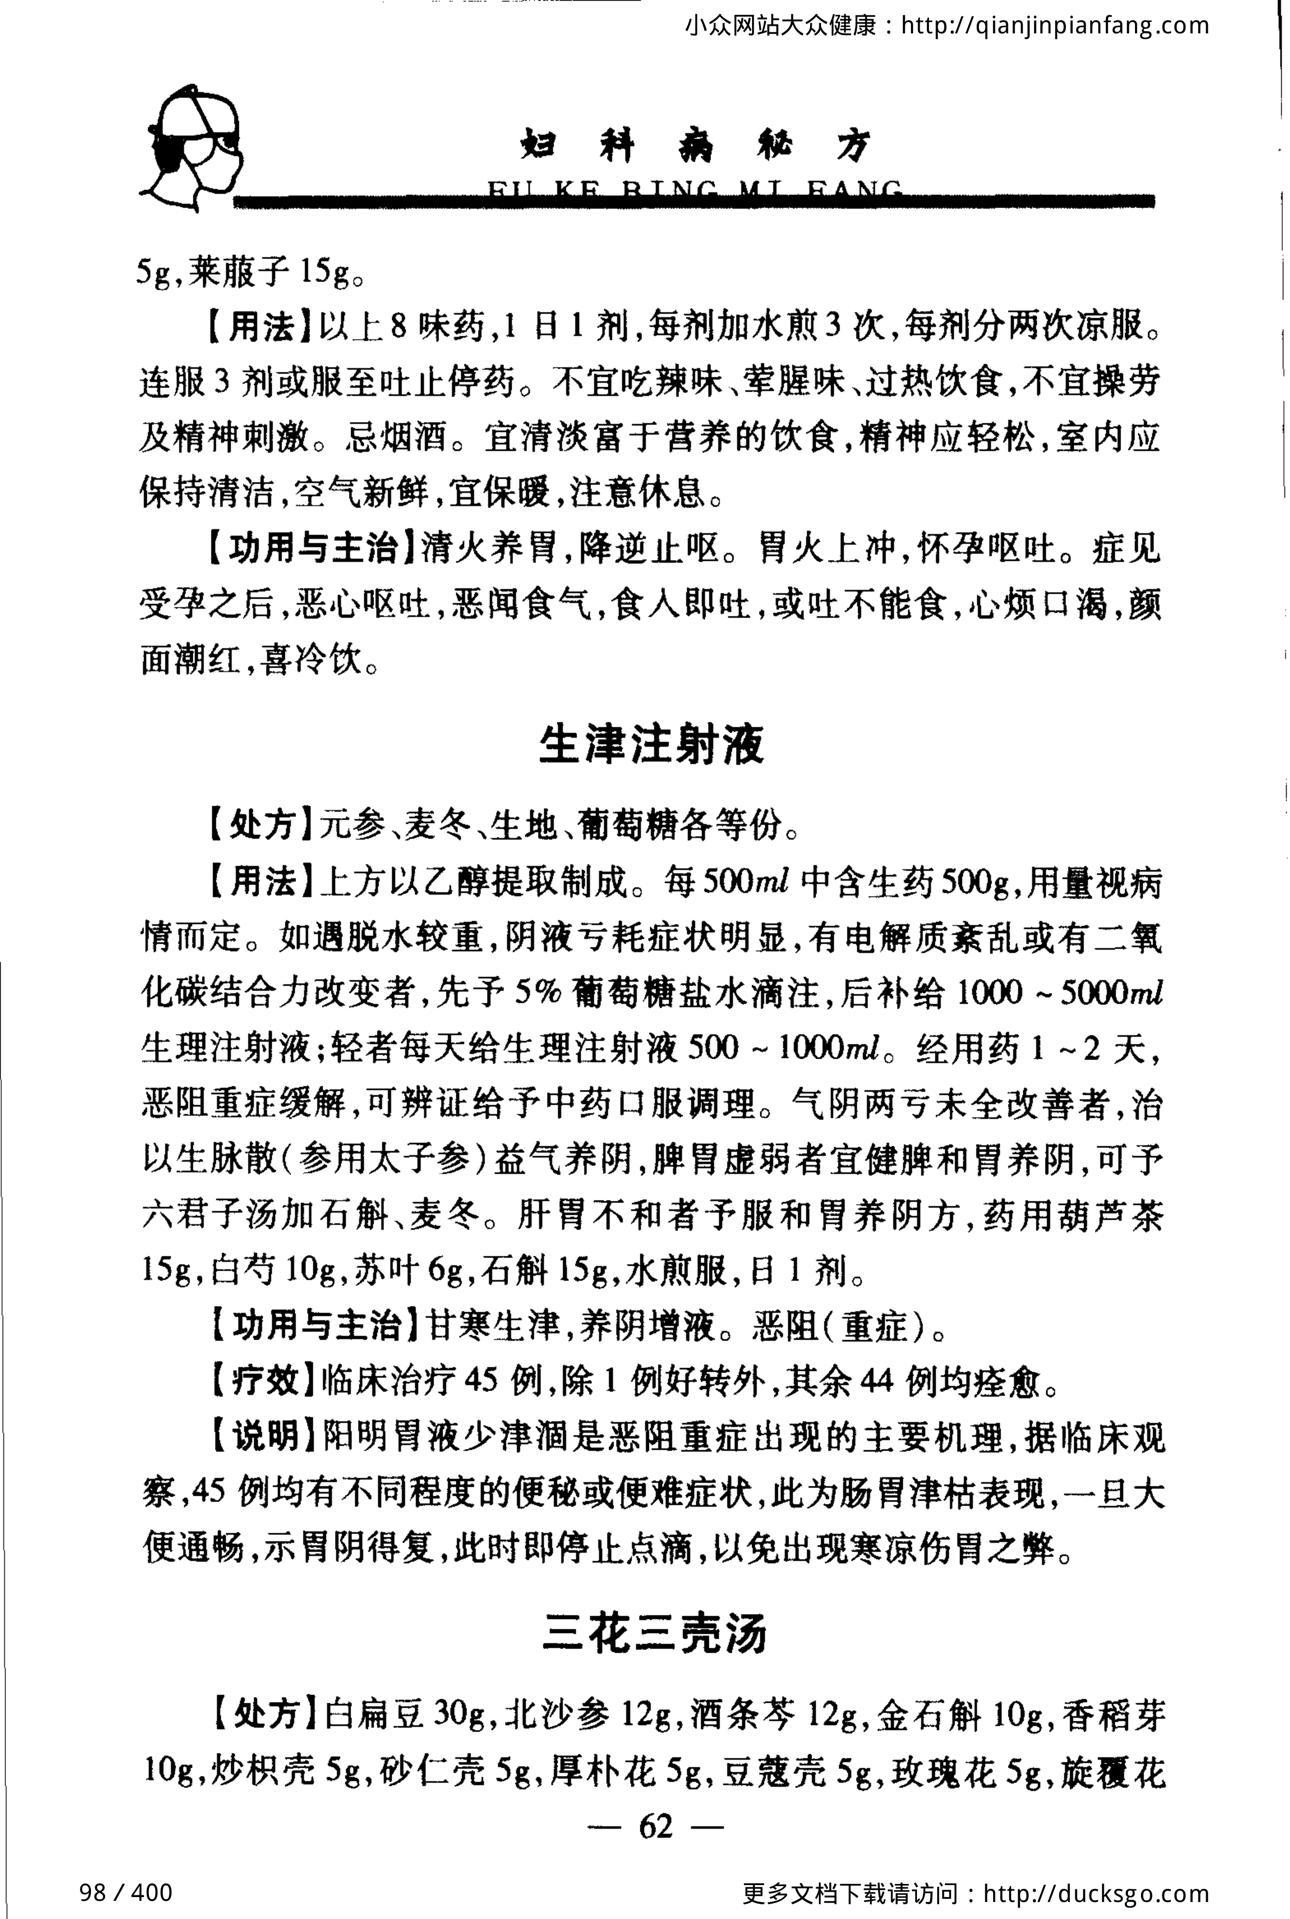 小众网站大众健康：http://qianjinpianfang.com
妇科病秘方
FU KE BING MI FANG
5g,莱菔子 15g。
【用法】以上 8 味药,1 日 1 剂,每剂加水煎 3 次,每剂分两次凉服。
连服 3 剂或服至吐止停药。不宜吃辣味、荤腥味、过热饮食,不宜操劳
及精神刺激。忌烟酒。宜清淡富于营养的饮食,精神应轻松,室内应
保持清洁,空气新鲜,宜保暖,注意休息。
【功用与主治】清火养胃,降逆止呕。胃火上冲,怀孕呕吐。症见
受孕之后,恶心呕吐,恶闻食气,食入即吐,或吐不能食,心烦口渴,颜
面潮红,喜冷饮。
生津注射液
【处方】元参、麦冬、生地、葡萄糖各等份。
【用法】上方以乙醇提取制成。每 500ml 中含生药 500g,用量视病
情而定。如遇脱水较重,阴液亏耗症状明显,有电解质紊乱或有二氧
化碳结合力改变者,先予 5% 葡萄糖盐水滴注,后补给 1000 ~ 5000ml
生理注射液;轻者每天给生理注射液 500 ~ 1000ml。经用药 1 ~ 2 天,
恶阻重症缓解,可辨证给予中药口服调理。气阴两亏未全改善者,治
以生脉散(参用太子参)益气养阴,脾胃虚弱者宜健脾和胃养阴,可予
六君子汤加石斛、麦冬。肝胃不和者予服和胃养阴方,药用葫芦茶
15g,白芍 10g,苏叶 6g,石斛 15g,水煎服,日 1 剂。
【功用与主治】甘寒生津,养阴增液。恶阻(重症)。
【疗效】临床治疗 45 例,除 1 例好转外,其余 44 例均痊愈。
【说明】阳明胃液少津涸是恶阻重症出现的主要机理,据临床观
察,45 例均有不同程度的便秘或便难症状,此为肠胃津枯表现,一旦大
便通畅,示胃阴得复,此时即停止点滴,以免出现寒凉伤胃之弊。
三花三壳汤
【处方】白扁豆 30g,北沙参 12g,酒条芩 12g,金石斛 10g,香稻芽
10g,炒枳壳 5g,砂仁壳 5g,厚朴花 5g,豆蔻壳 5g,玫瑰花 5g,旋覆花
— 62 —
98 / 400
更多文档下载请访问：http://ducksgo.com